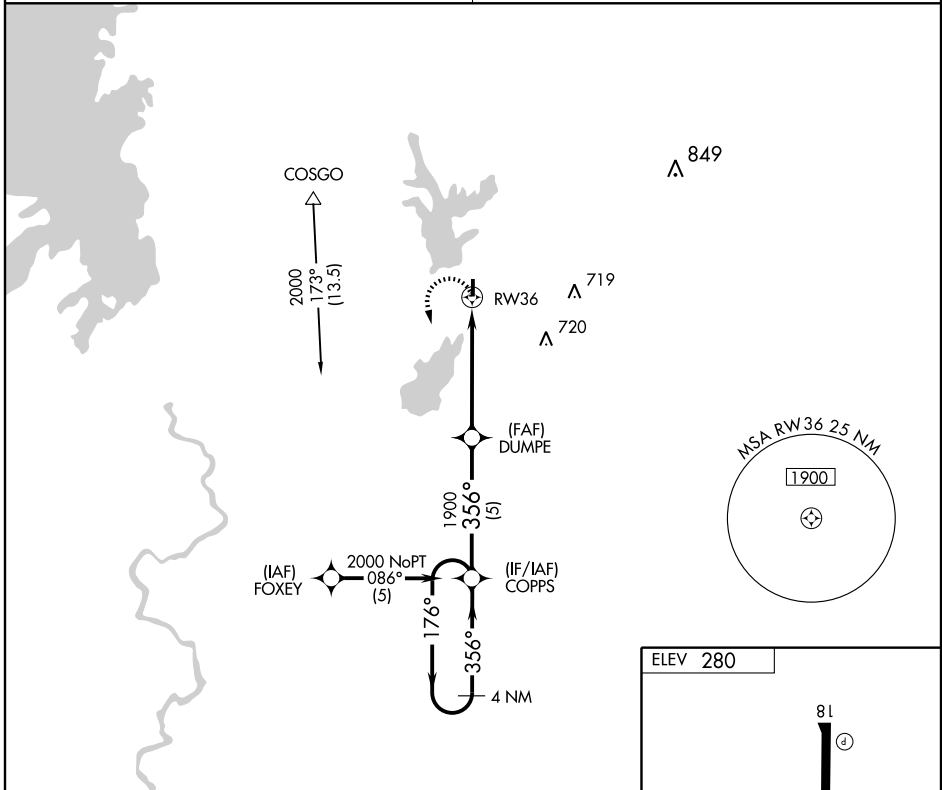 849
COSGO
2000
173°
(13.5)
RW36
719
720
(FAF)
DUMPE
MSA RW36 25 NM
1900
1900
356°
(5)
(IAF)
FOXEY
2000 NoPT
086°
(5)
(IF/IAF)
COPPS
176°
356°
4 NM
ELEV 280
18
P